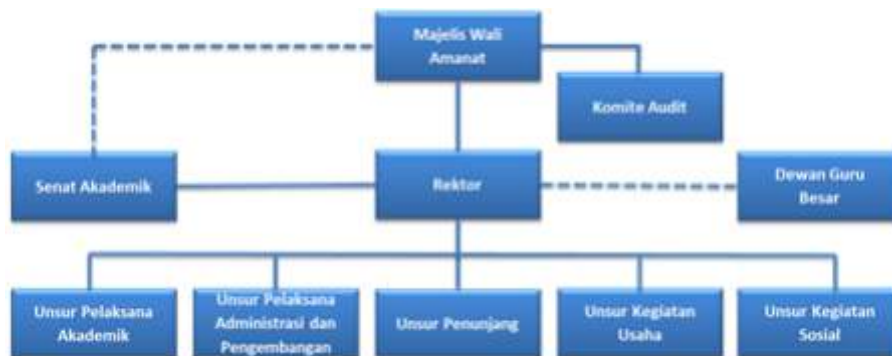 Majelis Wali
Amanat
Komite Audit
Senat Akademik
Rektor
Dewan Guru
Besar
Unsur Pelaksana
Akademik
Unsur Pelaksana
Administrasi dan
Pengembangan
Unsur Penunjang
Unsur Kegiatan
Usaha
Unsur Kegiatan
Sosial